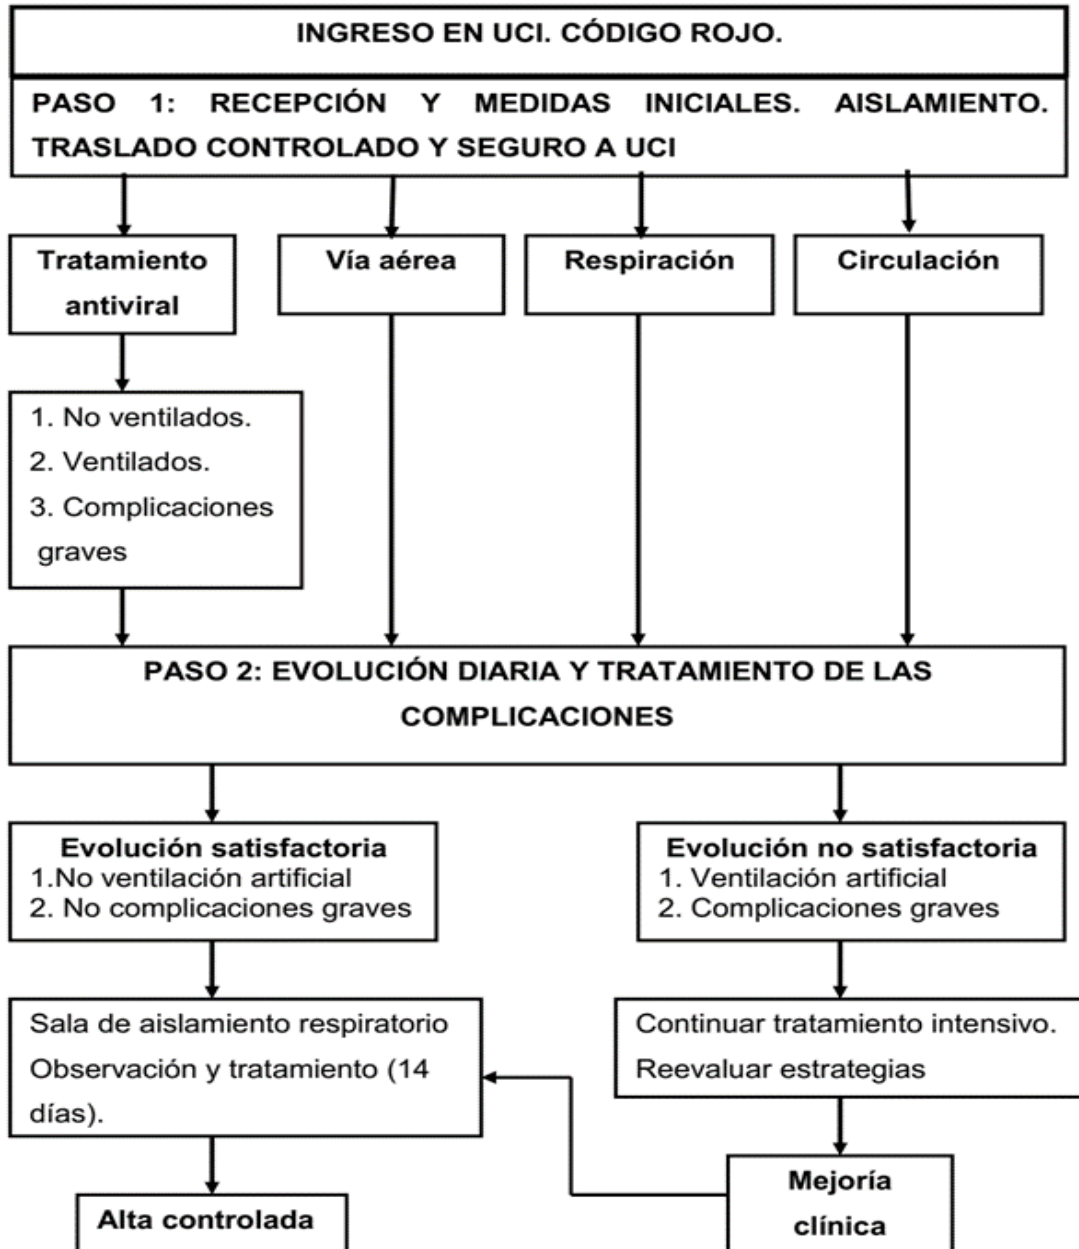 INGRESO EN UCI. CÓDIGO ROJO.
PASO 1: RECEPCIÓN Y MEDIDAS INICIALES. AISLAMIENTO.
TRASLADO CONTROLADO Y SEGURO A UCI
Tratamiento
antiviral
Vía aérea
Respiración
Circulación
1. No ventilados.
2. Ventilados.
3. Complicaciones
graves
PASO 2: EVOLUCIÓN DIARIA Y TRATAMIENTO DE LAS
COMPLICACIONES
Evolución satisfactoria
1.No ventilación artificial
2. No complicaciones graves
Evolución no satisfactoria
1. Ventilación artificial
2. Complicaciones graves
Sala de aislamiento respiratorio
Observación y tratamiento (14
días).
Continuar tratamiento intensivo.
Reevaluar estrategias
Mejoría
clínica
Alta controlada